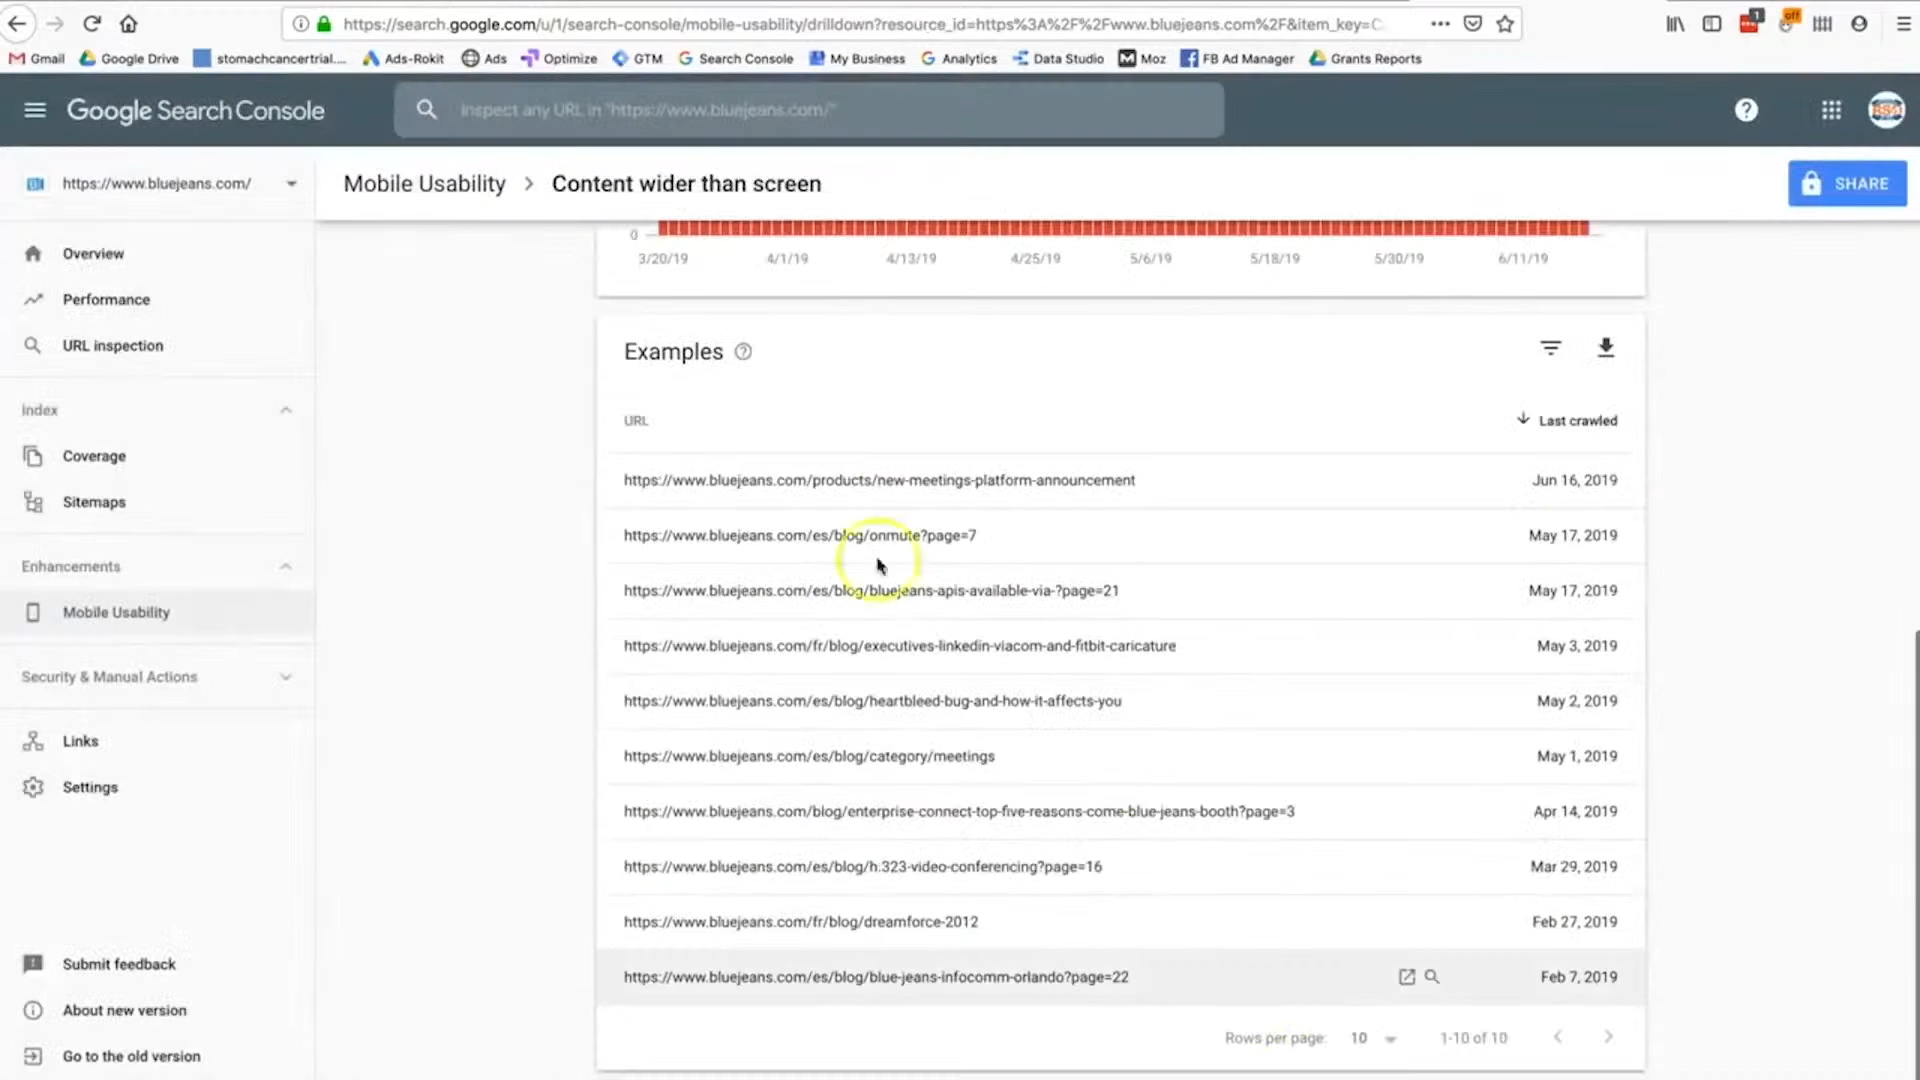 https://search.google.com/u/1/search-console/mobile-usability/drilldown?resource_id=https%3A%2F%2Fwww.bluejeans.com%2F&item_key=C
1
off
Gmail Google Drive stomachcancertrial.... Ads-Rokit Ads Optimize GTM Search Console My Business Analytics Data Studio Moz FB Ad Manager Grants Reports
Google Search Console
Inspect any URL in "https://www.bluejeans.com/"
https://www.bluejeans.com/
Mobile Usability > Content wider than screen
SHARE
Overview
Performance
URL inspection
Index
Coverage
Sitemaps
Enhancements
Mobile Usability
Security & Manual Actions
Links
Settings
Submit feedback
About new version
Go to the old version
0
3/20/19 4/1/19 4/13/19 4/25/19 5/6/19 5/18/19 5/30/19 6/11/19
Examples
URL Last crawled
https://www.bluejeans.com/products/new-meetings-platform-announcement Jun 16, 2019
https://www.bluejeans.com/es/blog/onmute?page=7 May 17, 2019
https://www.bluejeans.com/es/blog/bluejeans-apis-available-via-?page=21 May 17, 2019
https://www.bluejeans.com/fr/blog/executives-linkedin-viacom-and-fitbit-caricature May 3, 2019
https://www.bluejeans.com/es/blog/heartbleed-bug-and-how-it-affects-you May 2, 2019
https://www.bluejeans.com/es/blog/category/meetings May 1, 2019
https://www.bluejeans.com/blog/enterprise-connect-top-five-reasons-come-blue-jeans-booth?page=3 Apr 14, 2019
https://www.bluejeans.com/es/blog/h.323-video-conferencing?page=16 Mar 29, 2019
https://www.bluejeans.com/fr/blog/dreamforce-2012 Feb 27, 2019
https://www.bluejeans.com/es/blog/blue-jeans-infocomm-orlando?page=22 Feb 7, 2019
Rows per page: 10 1-10 of 10